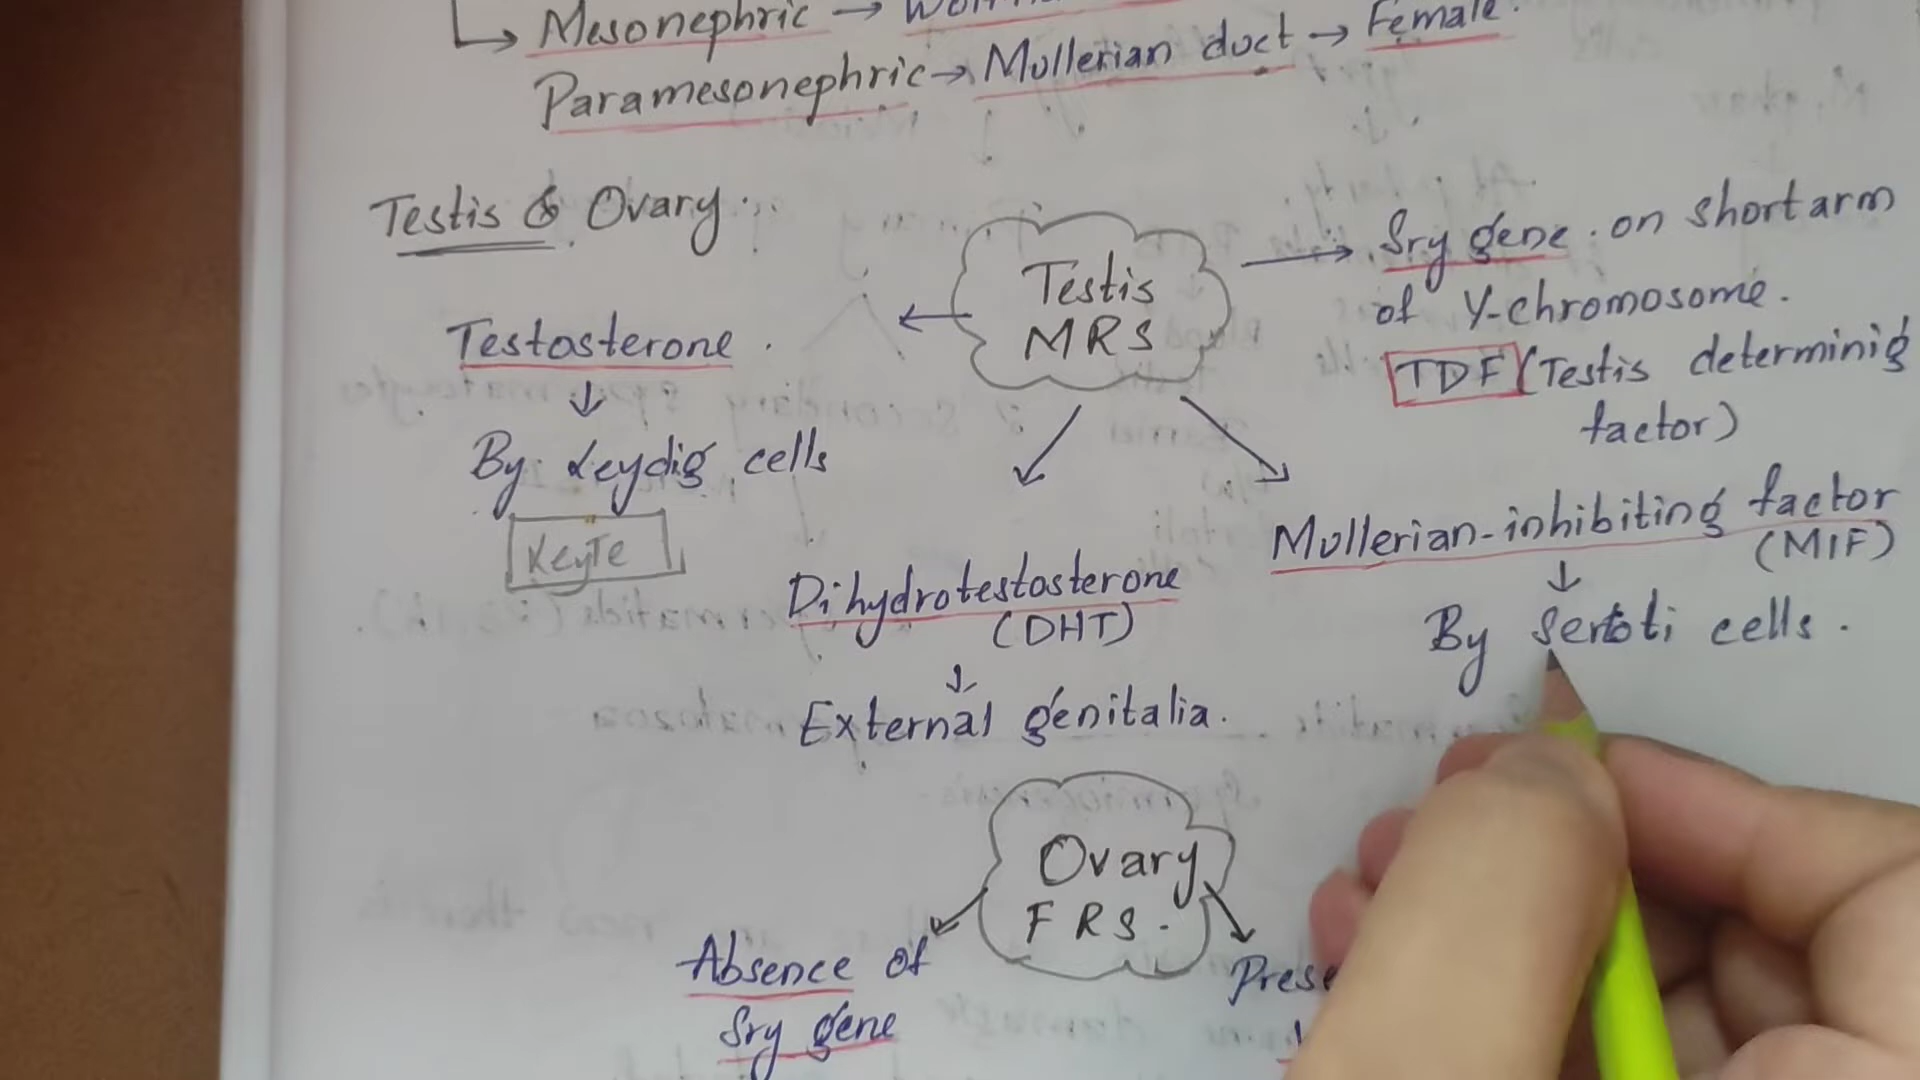 Mesonephric →
Paramesonephric → Mullerian duct → Female.
Testis & Ovary.
Testis
MRS
Sry gene. on short arm
of Y-chromosome.
TDF (Testis determinig
factor)
Testosterone.
By Leydig cells
KeyTe
Dihydrotestosterone
(DHT)
External genitalia.
Mullerian-inhibiting factor
(MIF)
By Sertoli cells.
Ovary
FRS.
Absence of
Sry gene